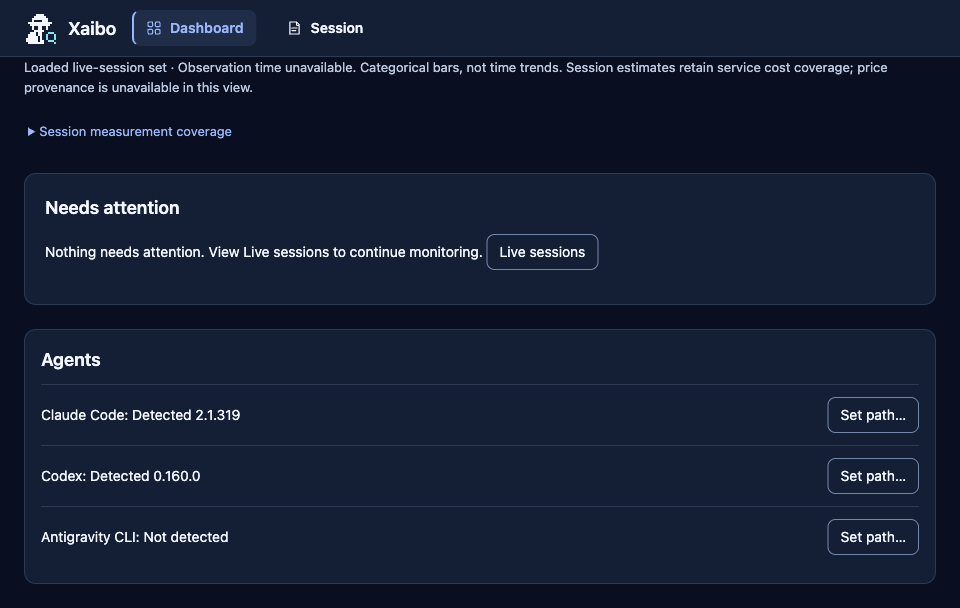 Xaibo
Dashboard
Session
Loaded live-session set · Observation time unavailable. Categorical bars, not time trends. Session estimates retain service cost coverage; price
provenance is unavailable in this view.
Session measurement coverage
Needs attention
Nothing needs attention. View Live sessions to continue monitoring. Live sessions
Agents
Claude Code: Detected 2.1.319
Set path...
Codex: Detected 0.160.0
Set path...
Antigravity CLI: Not detected
Set path...